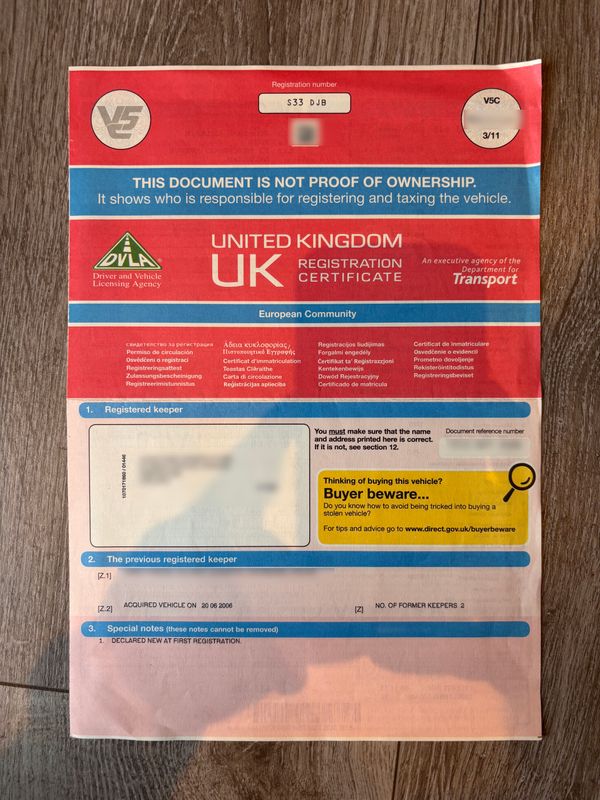 Registration number
S33 DJB
V5C
V5C
3/11
THIS DOCUMENT IS NOT PROOF OF OWNERSHIP.
It shows who is responsible for registering and taxing the vehicle.
DVLA
Driver and Vehicle
Licensing Agency
UNITED KINGDOM
UK REGISTRATION
CERTIFICATE
An executive agency of the
Department for
Transport
European Community
свидетелство за регистрация
Permiso de circulación
Osvědčení o registraci
Registreringsattest
Zulassungsbescheinigung
Registreerimistunnistus
Άδεια κυκλοφορίας,
Πιστοποιητικό Εγγραφής
Certificat d'immatriculation
Teastas Cláraithe
Carta di circolazione
Reģistrācijas apliecība
Registracijos liudijimas
Forgalmi engedély
Ċertifikat ta' Reġistrazzjoni
Kentekenbewijs
Dowód Rejestracyjny
Certificado de matrícula
Certificat de înmatriculare
Osvedčenie o evidencii
Prometno dovoljenje
Rekisteröintitodistus
Registreringsbeviset
1. Registered keeper
1070171960 / 01446
You must make sure that the name
and address printed here is correct.
If it is not, see section 12.
Document reference number
Thinking of buying this vehicle?
Buyer beware...
Do you know how to avoid being tricked into buying a
stolen vehicle?
For tips and advice go to www.direct.gov.uk/buyerbeware
2. The previous registered keeper
[Z.1]
[Z.2] ACQUIRED VEHICLE ON 20 06 2006 [Z] NO. OF FORMER KEEPERS 2
3. Special notes (these notes cannot be removed)
1. DECLARED NEW AT FIRST REGISTRATION.